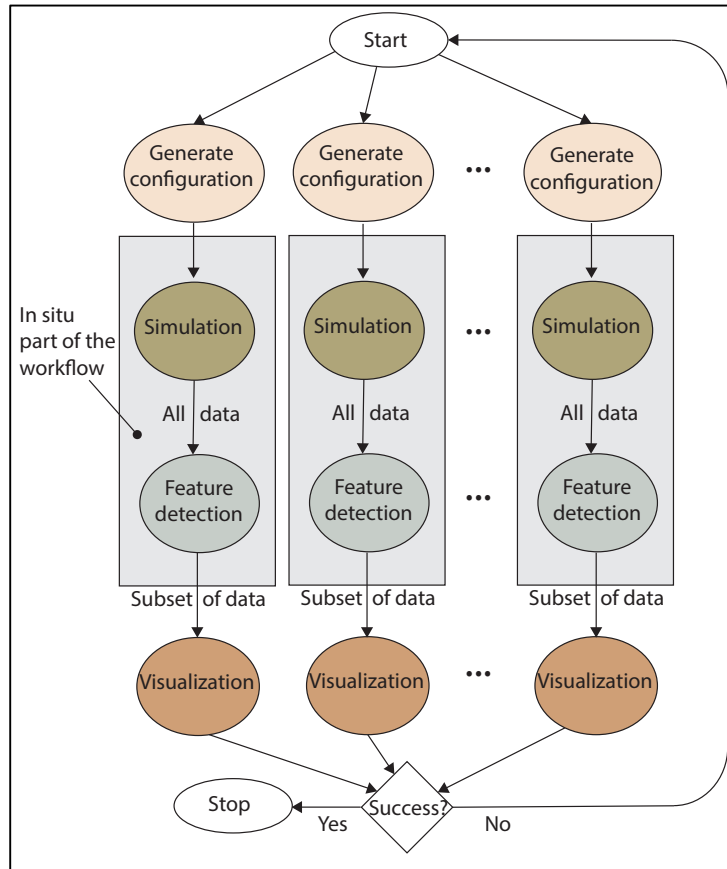 Start
Generate
configuration
Generate
configuration
...
Generate
configuration
In situ
part of the
workflow
Simulation
Simulation
...
Simulation
All data
All data
All data
Feature
detection
Feature
detection
...
Feature
detection
Subset of data
Subset of data
Subset of data
Visualization
Visualization
...
Visualization
Stop
Success?
Yes
No